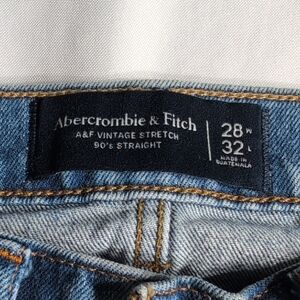 Abercrombie & Fitch
A&F VINTAGE STRETCH
90's STRAIGHT
28 W
32 L
MADE IN
GUATEMALA